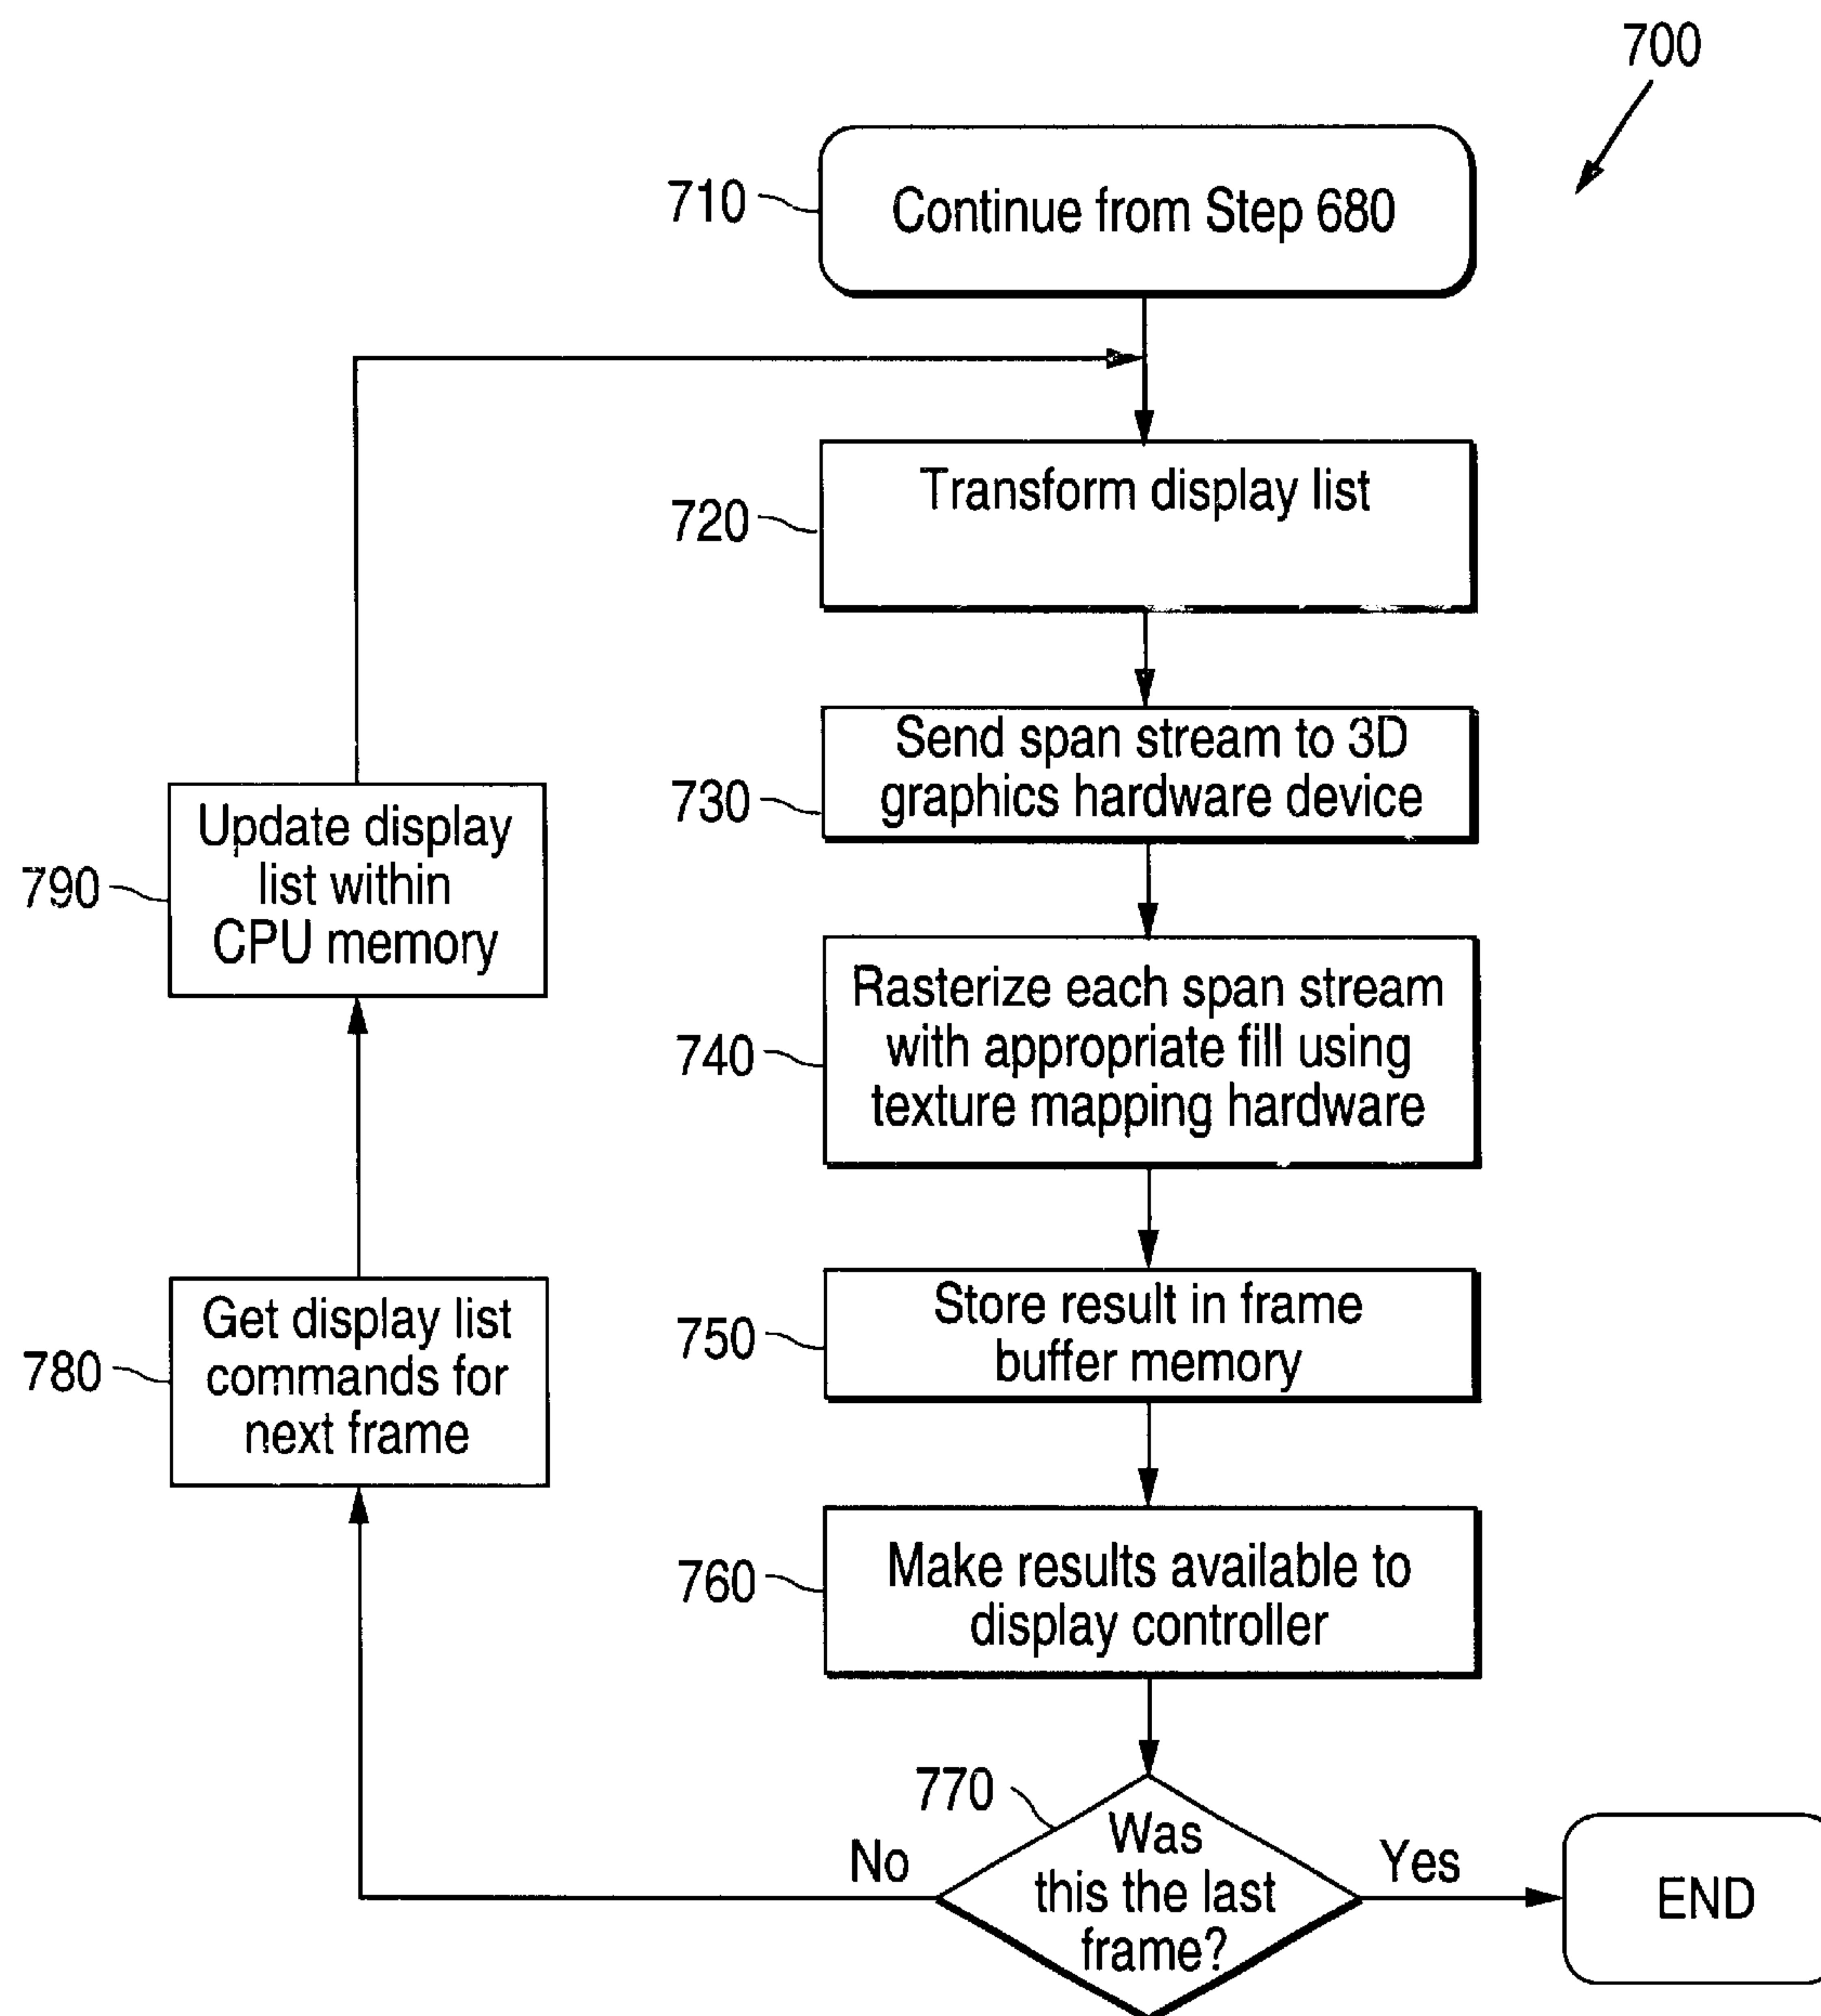 700
710
Continue from Step 680
720
Transform display list
730
Send span stream to 3D
graphics hardware device
740
Rasterize each span stream
with appropriate fill using
texture mapping hardware
750
Store result in frame
buffer memory
760
Make results available to
display controller
770
Was
this the last
frame?
No
Yes
END
780
Get display list
commands for
next frame
790
Update display
list within
CPU memory